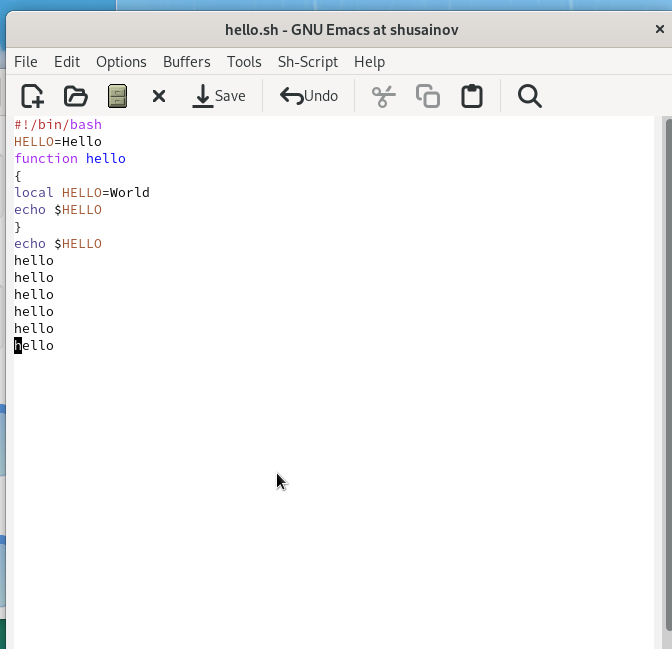 hello.sh - GNU Emacs at shusainov
File Edit Options Buffers Tools Sh-Script Help
Save Undo
#!/bin/bash
HELLO=Hello
function hello
{
local HELLO=World
echo $HELLO
}
echo $HELLO
hello
hello
hello
hello
hello
hello